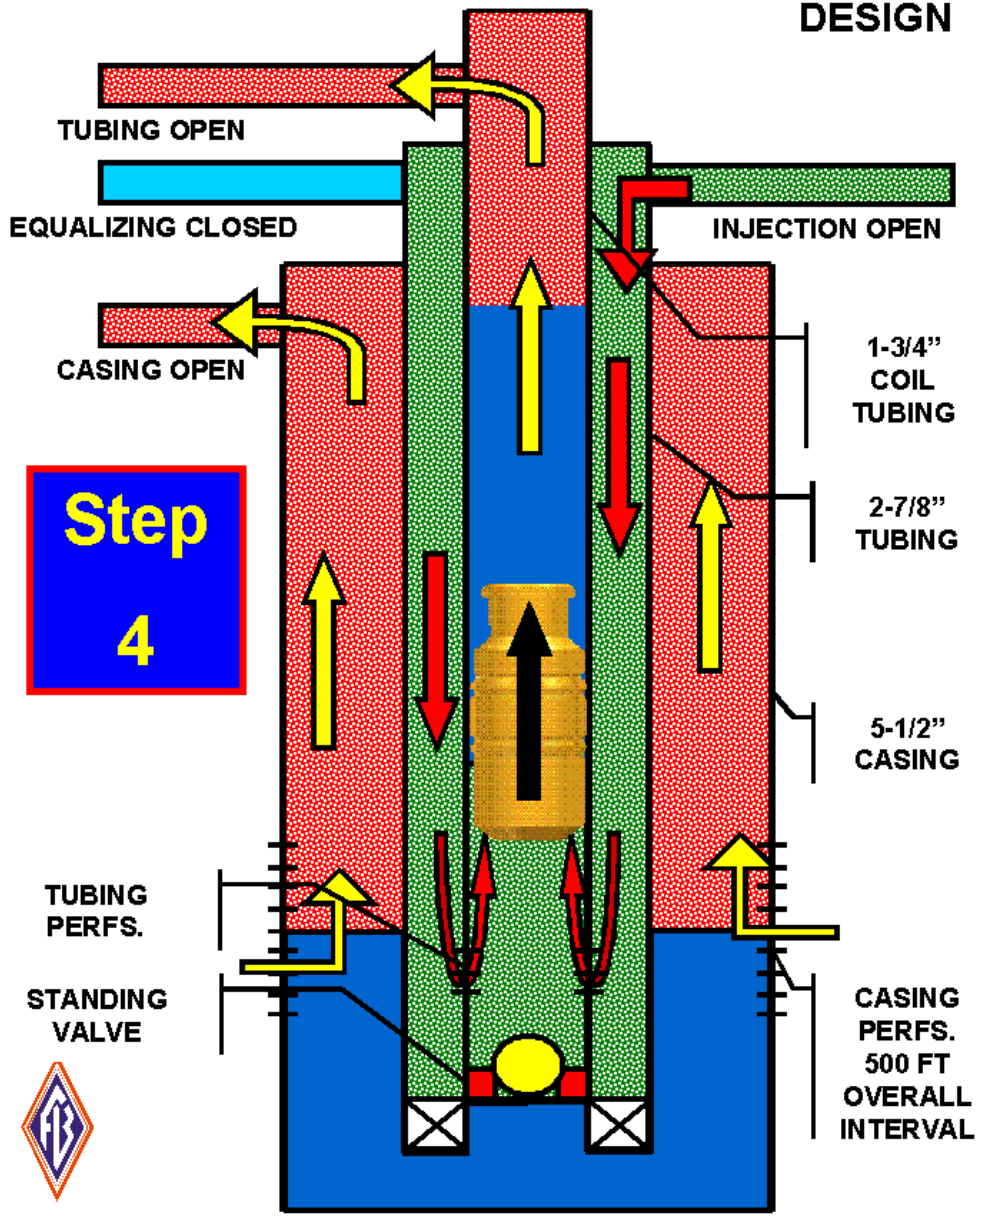 DESIGN
TUBING OPEN
EQUALIZING CLOSED
INJECTION OPEN
CASING OPEN
1-3/4”
COIL
TUBING
Step
4
2-7/8”
TUBING
5-1/2”
CASING
TUBING
PERFS.
STANDING
VALVE
CASING
PERFS.
500 FT
OVERALL
INTERVAL